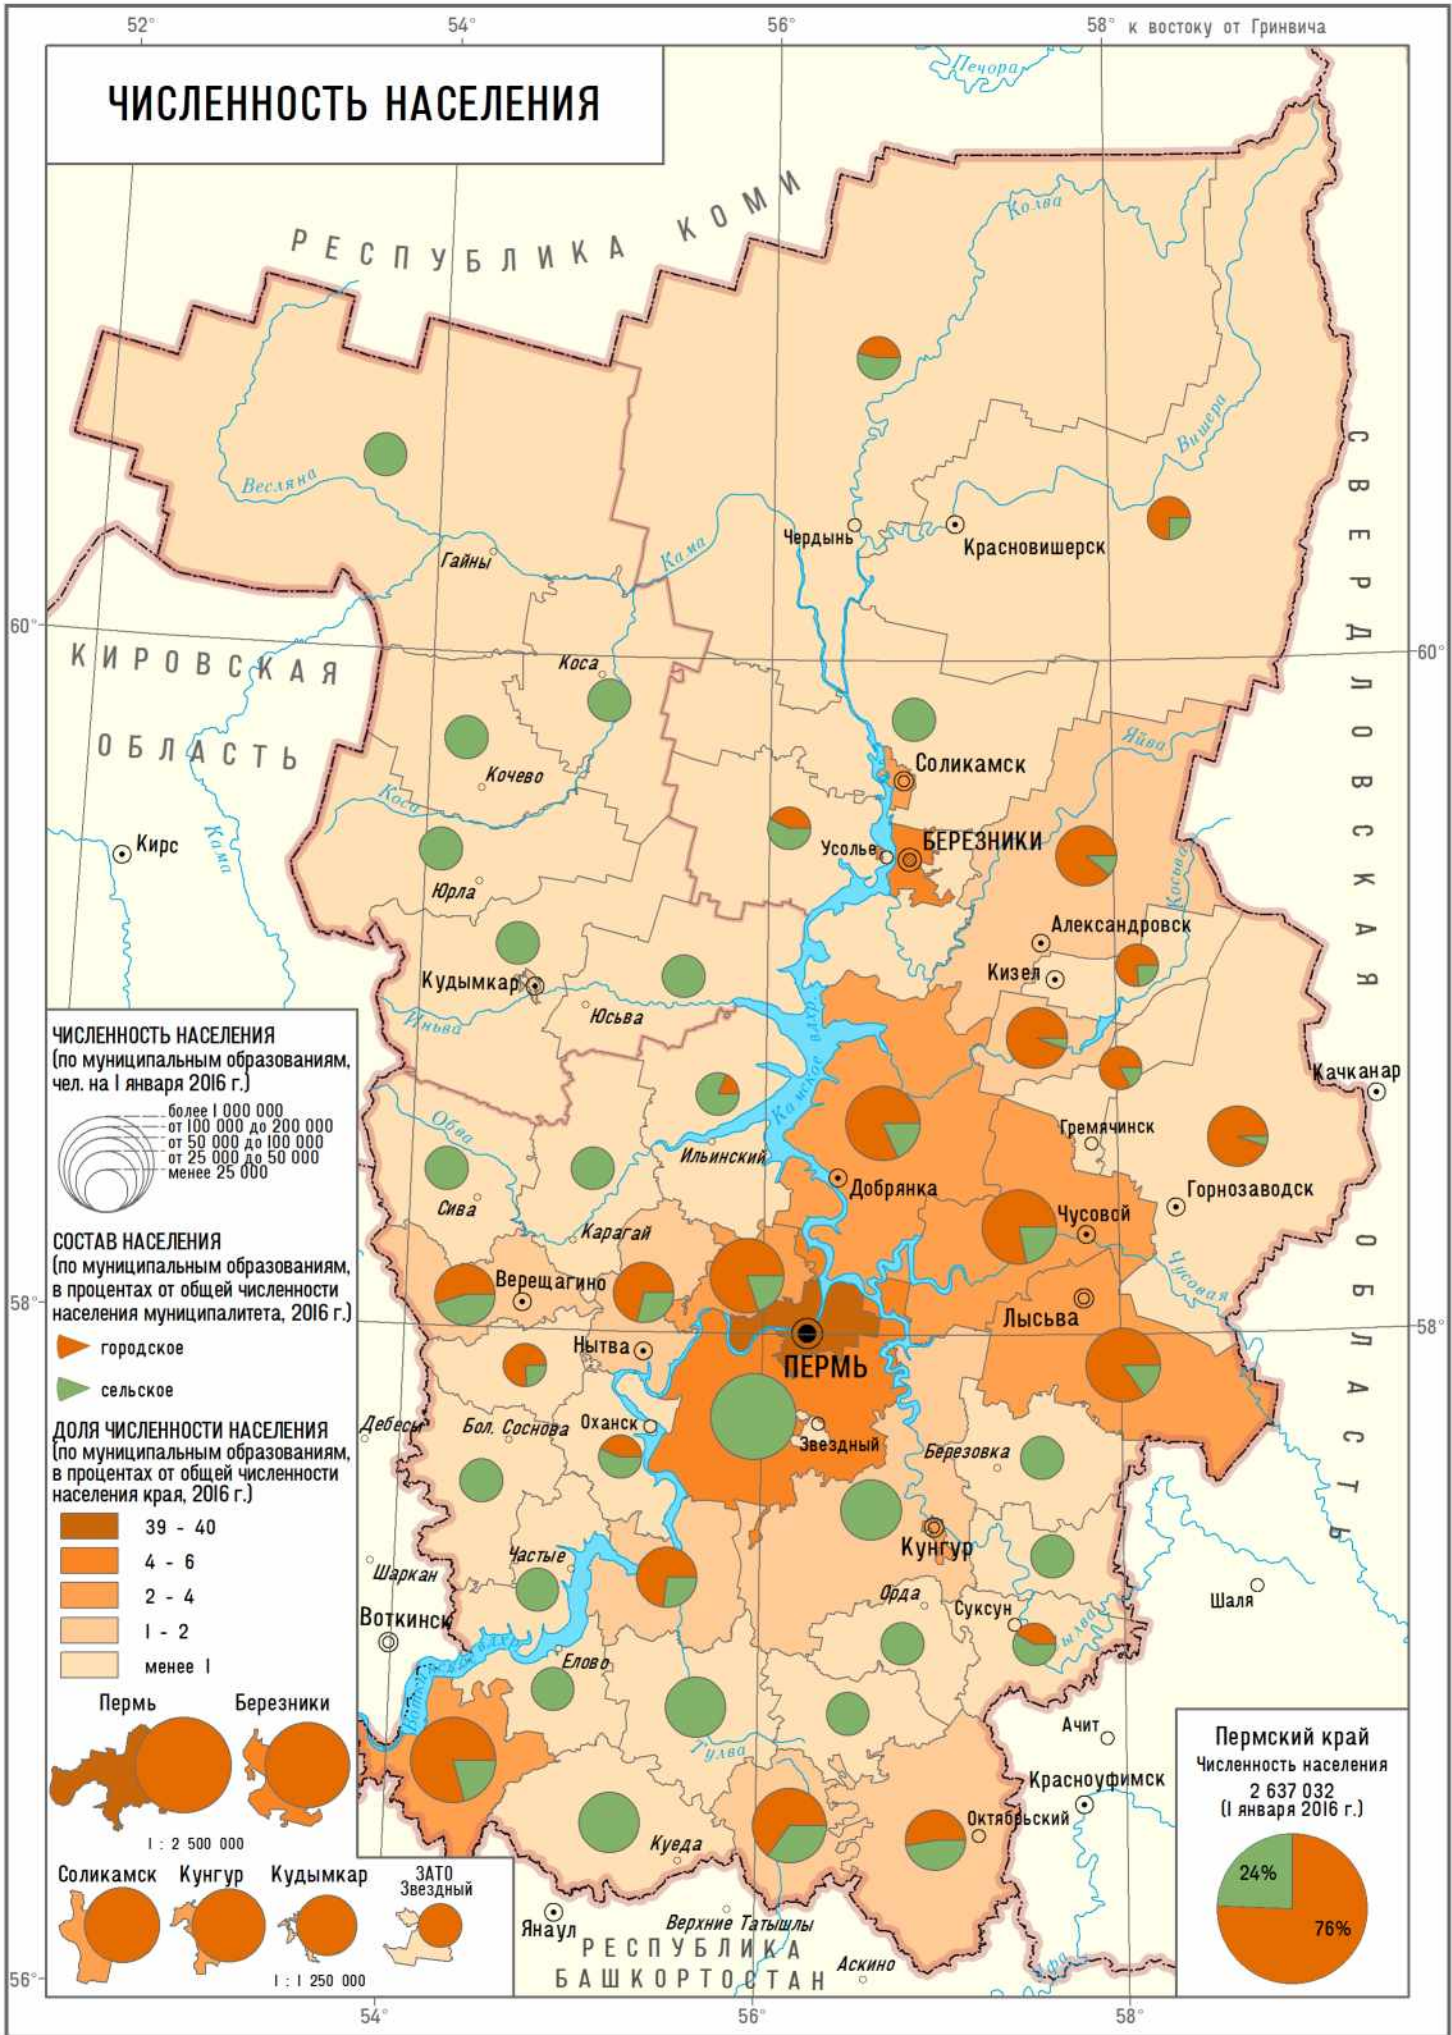 52°
54°
56°
58° к востоку от Гринвича
ЧИСЛЕННОСТЬ НАСЕЛЕНИЯ
Печора
РЕСПУБЛИКА КОМИ
Колва
Вишера
Весляна
СВЕРДЛОВСКАЯ ОБЛАСТЬ
Чердынь
Красновишерск
Гайны
Кама
60°
60°
КИРОВСКАЯ
ОБЛАСТЬ
Коса
Яйва
Соликамск
Кочево
Коса
Кирс
Кама
Усолье
БЕРЕЗНИКИ
Косьва
Юрла
Александровск
Кизел
Кудымкар
Юсьва
Иньва
Камское вдхр.
Качканар
Обва
Гремячинск
Ильинский
Добрянка
Горнозаводск
Сива
Чусовой
Карагай
Чусовая
Верещагино
58°
58°
Лысьва
Нытва
ПЕРМЬ
Дебесы
Бол. Соснова
Оханск
Звездный
Березовка
Кунгур
Частые
Шаркан
Орда
Суксун
Шаля
Воткинск
Елово
Тулва
Ачит
Красноуфимск
Октябрьский
Куеда
Янаул
Верхние Татышлы
РЕСПУБЛИКА
БАШКОРТОСТАН
Аскино
Уфа
56°
54°
56°
58°
ЧИСЛЕННОСТЬ НАСЕЛЕНИЯ
(по муниципальным образованиям,
чел. на 1 января 2016 г.)
более 1 000 000
от 100 000 до 200 000
от 50 000 до 100 000
от 25 000 до 50 000
менее 25 000
СОСТАВ НАСЕЛЕНИЯ
(по муниципальным образованиям,
в процентах от общей численности
населения муниципалитета, 2016 г.)
городское
сельское
ДОЛЯ ЧИСЛЕННОСТИ НАСЕЛЕНИЯ
(по муниципальным образованиям,
в процентах от общей численности
населения края, 2016 г.)
39 - 40
4 - 6
2 - 4
1 - 2
менее 1
Пермь
Березники
1 : 2 500 000
Соликамск
Кунгур
Кудымкар
ЗАТО
Звездный
1 : 1 250 000
Пермский край
Численность населения
2 637 032
(1 января 2016 г.)
24%
76%